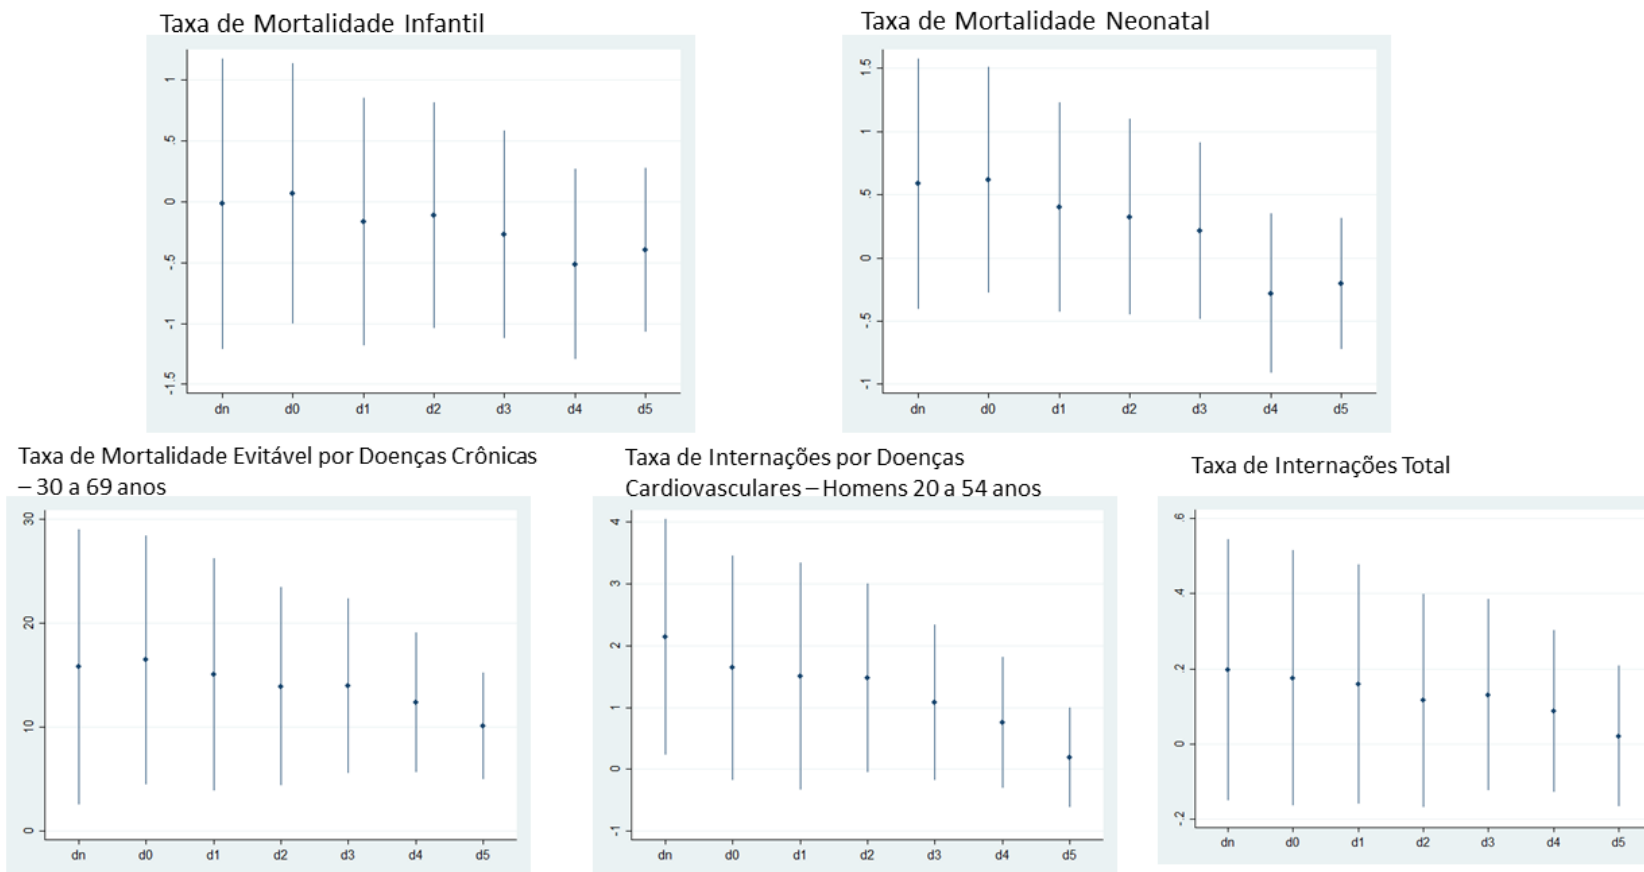 Taxa de Mortalidade Infantil
1
.5
0
-.5
-1
-1.5
dn d0 d1 d2 d3 d4 d5
Taxa de Mortalidade Neonatal
1.5
1
.5
0
-.5
-1
dn d0 d1 d2 d3 d4 d5
Taxa de Mortalidade Evitável por Doenças Crônicas
– 30 a 69 anos
30
20
10
0
dn d0 d1 d2 d3 d4 d5
Taxa de Internações por Doenças
Cardiovasculares – Homens 20 a 54 anos
4
3
2
1
0
-1
dn d0 d1 d2 d3 d4 d5
Taxa de Internações Total
.6
.4
.2
0
-.2
dn d0 d1 d2 d3 d4 d5